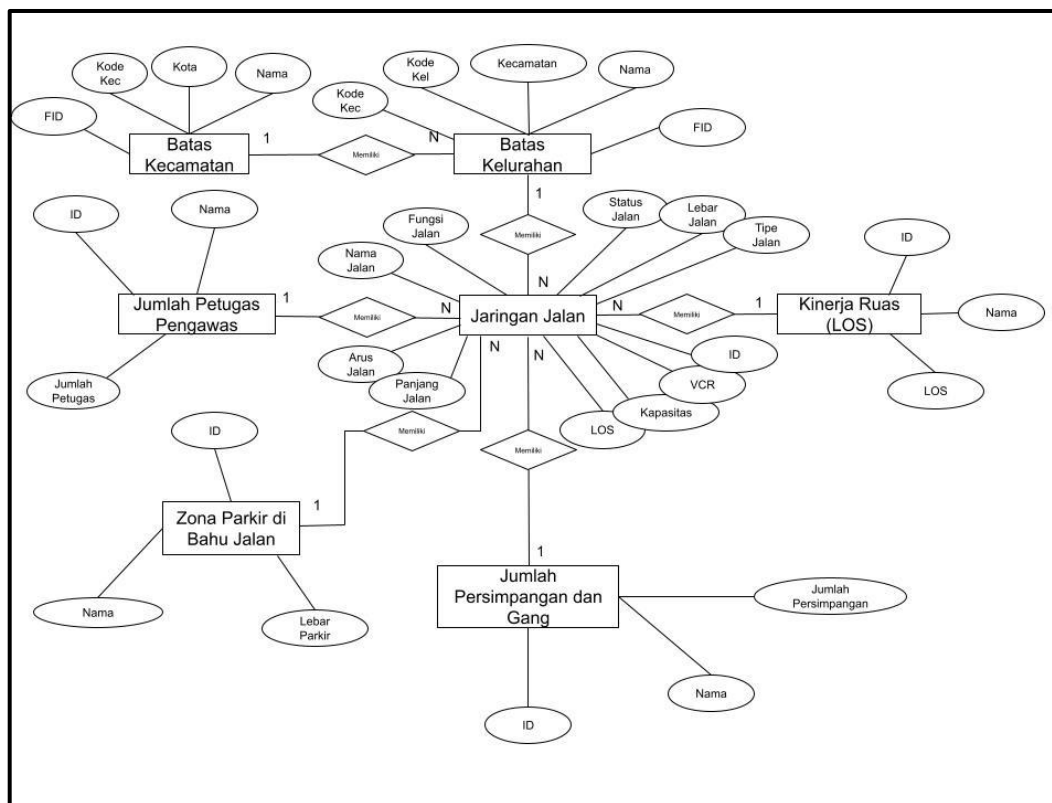 Kode
Kec
Kota
Nama
FID
Batas
Kecamatan
1
Memiliki
N
Kode
Kec
Kode
Kel
Kecamatan
Nama
FID
Batas
Kelurahan
1
Memiliki
N
ID
Nama
Jumlah Petugas
Pengawas
Jumlah
Petugas
1
Memiliki
N
Nama
Jalan
Fungsi
Jalan
Status
Jalan
Lebar
Jalan
Tipe
Jalan
Jaringan Jalan
Arus
Jalan
Panjang
Jalan
LOS
Kapasitas
VCR
ID
N
Memiliki
1
ID
Kinerja Ruas
(LOS)
Nama
LOS
N
Memiliki
1
ID
Zona Parkir di
Bahu Jalan
Nama
Lebar
Parkir
N
Memiliki
1
Jumlah
Persimpangan dan
Gang
Jumlah
Persimpangan
Nama
ID